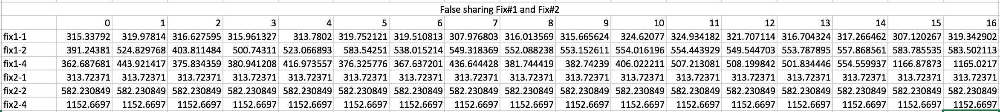 False sharing Fix#1 and Fix#2
0 1 2 3 4 5 6 7 8 9 10 11 12 13 14 15 16
fix1-1 315.33792 319.97814 316.627595 315.961327 313.7802 319.752121 319.510813 307.976803 316.013569 315.665624 324.62077 324.934182 321.707114 316.704324 317.266462 307.120267 319.342902
fix1-2 391.24381 524.829768 403.811484 500.74311 523.066893 583.54251 538.015214 549.318369 552.088238 553.152611 554.016196 554.443929 549.544703 553.787895 557.868561 583.785535 583.502113
fix1-4 362.687681 443.921417 375.834359 380.941208 416.973557 376.325776 367.637201 436.644428 381.744419 382.74239 406.022211 507.213081 508.199842 501.834446 554.559937 1166.87873 1165.0217
fix2-1 313.72371 313.72371 313.72371 313.72371 313.72371 313.72371 313.72371 313.72371 313.72371 313.72371 313.72371 313.72371 313.72371 313.72371 313.72371 313.72371 313.72371
fix2-2 582.230849 582.230849 582.230849 582.230849 582.230849 582.230849 582.230849 582.230849 582.230849 582.230849 582.230849 582.230849 582.230849 582.230849 582.230849 582.230849 582.230849
fix2-4 1152.6697 1152.6697 1152.6697 1152.6697 1152.6697 1152.6697 1152.6697 1152.6697 1152.6697 1152.6697 1152.6697 1152.6697 1152.6697 1152.6697 1152.6697 1152.6697 1152.6697